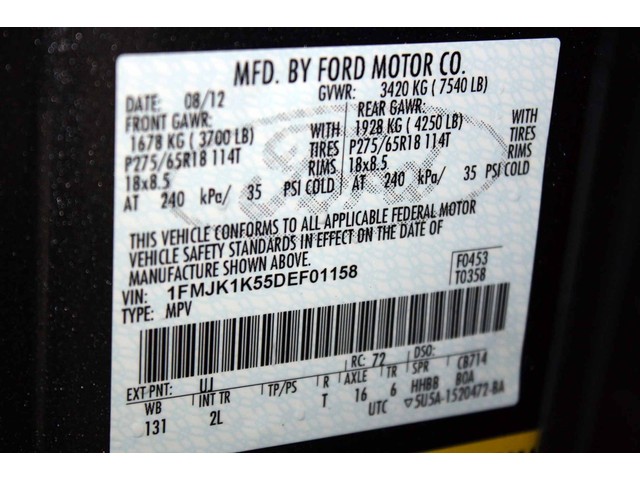 MFD. BY FORD MOTOR CO.
DATE: 08/12 GVWR: 3420 KG ( 7540 LB)
FRONT GAWR: REAR GAWR:
1678 KG ( 3700 LB) WITH 1928 KG ( 4250 LB) WITH
P275/65R18 114T TIRES P275/65R18 114T TIRES
18x8.5 RIMS 18x8.5 RIMS
AT 240 kPa/ 35 PSI COLD AT 240 kPa/ 35 PSI COLD
Ford
THIS VEHICLE CONFORMS TO ALL APPLICABLE FEDERAL MOTOR
VEHICLE SAFETY STANDARDS IN EFFECT ON THE DATE OF
MANUFACTURE SHOWN ABOVE.
VIN: 1FMJK1K55DEF01158 F0453
TYPE: MPV T0358
EXT PNT: UJ RC: 72 DSO:
WB INT TR TP/PS R AXLE TR SPR CB714
131 2L T 16 6 HHBB BOA
UTC ▽5U5A-1520472-BA